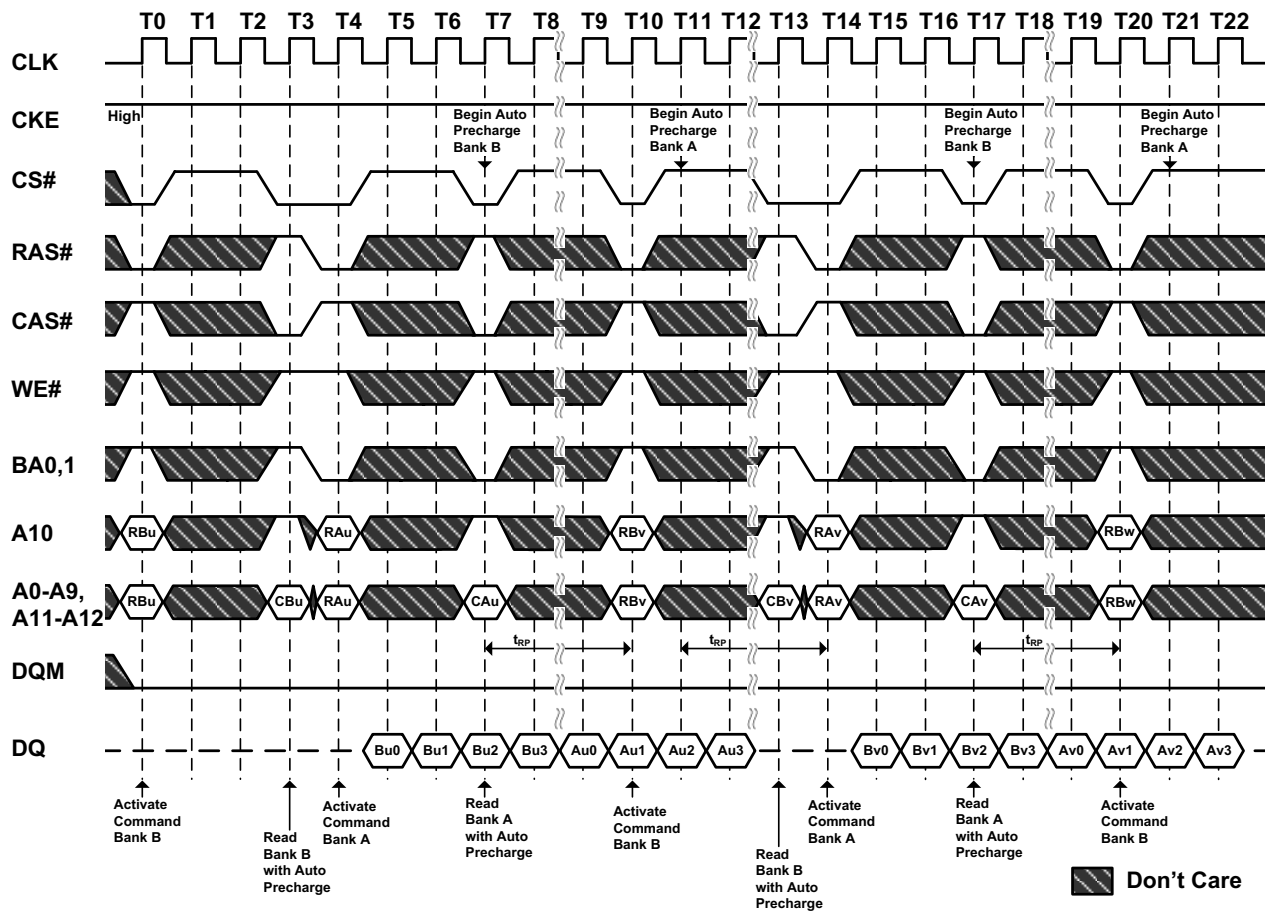 T0 T1 T2 T3 T4 T5 T6 T7 T8 T9 T10 T11 T12 T13 T14 T15 T16 T17 T18 T19 T20 T21 T22
CLK
CKE
High
Begin Auto
Precharge
Bank B
Begin Auto
Precharge
Bank A
Begin Auto
Precharge
Bank B
Begin Auto
Precharge
Bank A
CS#
RAS#
CAS#
WE#
BA0,1
A10
RBu RAu RBv RAv RBw
A0-A9,
A11-A12
RBu CBu RAu CAu RBv CBv RAv CAv RBw
tRP tRP tRP
DQM
DQ
Bu0 Bu1 Bu2 Bu3 Au0 Au1 Au2 Au3 Bv0 Bv1 Bv2 Bv3 Av0 Av1 Av2 Av3
Activate
Command
Bank B
Read
Bank B
with Auto
Precharge
Activate
Command
Bank A
Read
Bank A
with Auto
Precharge
Activate
Command
Bank B
Read
Bank B
with Auto
Precharge
Activate
Command
Bank A
Read
Bank A
with Auto
Precharge
Activate
Command
Bank B
Don't Care